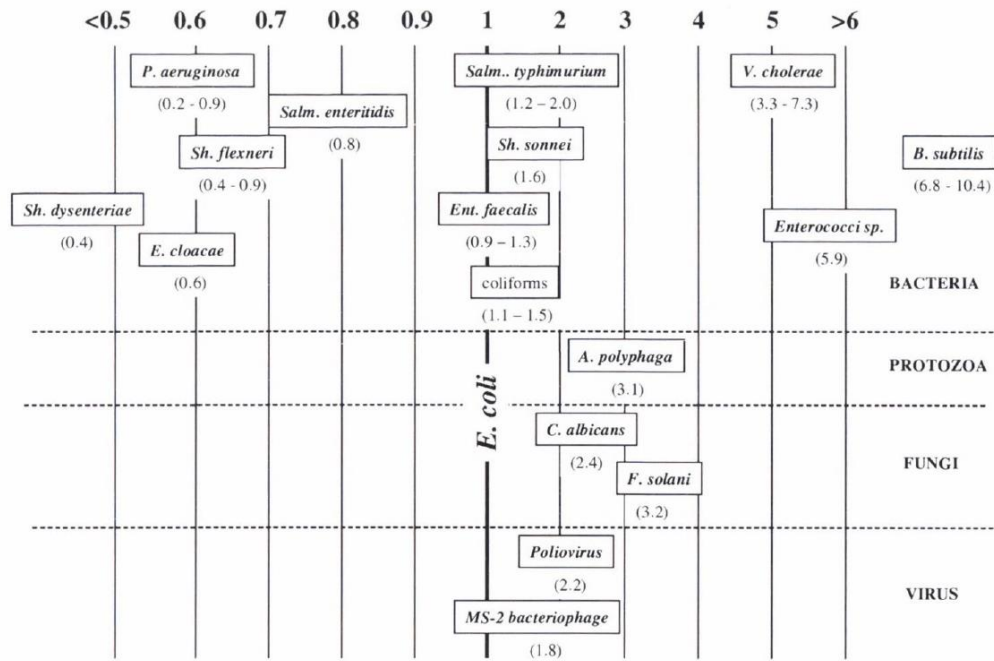 <0.5 0.6 0.7 0.8 0.9 1 2 3 4 5 >6
P. aeruginosa Salm.. typhimurium V. cholerae
(0.2 - 0.9) Salm. enteritidis (1.2 – 2.0) (3.3 - 7.3)
Sh. flexneri (0.8) Sh. sonnei B. subtilis
(0.4 - 0.9) (1.6) (6.8 - 10.4)
Sh. dysenteriae Ent. faecalis Enterococci sp.
(0.4) E. cloacae (0.9 – 1.3) (5.9)
(0.6) coliforms BACTERIA
(1.1 – 1.5)
A. polyphaga PROTOZOA
(3.1)
E. coli
C. albicans
(2.4) FUNGI
F. solani
(3.2)
Poliovirus
(2.2) VIRUS
MS-2 bacteriophage
(1.8)